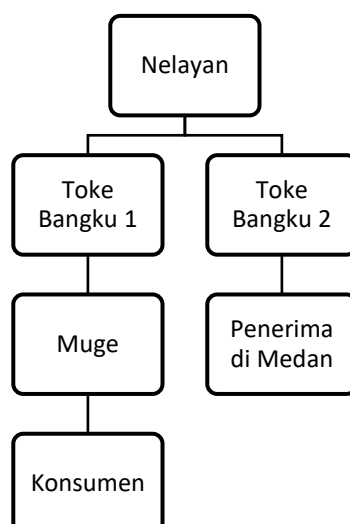 Nelayan
Toke
Bangku 1
Toke
Bangku 2
Muge
Penerima
di Medan
Konsumen